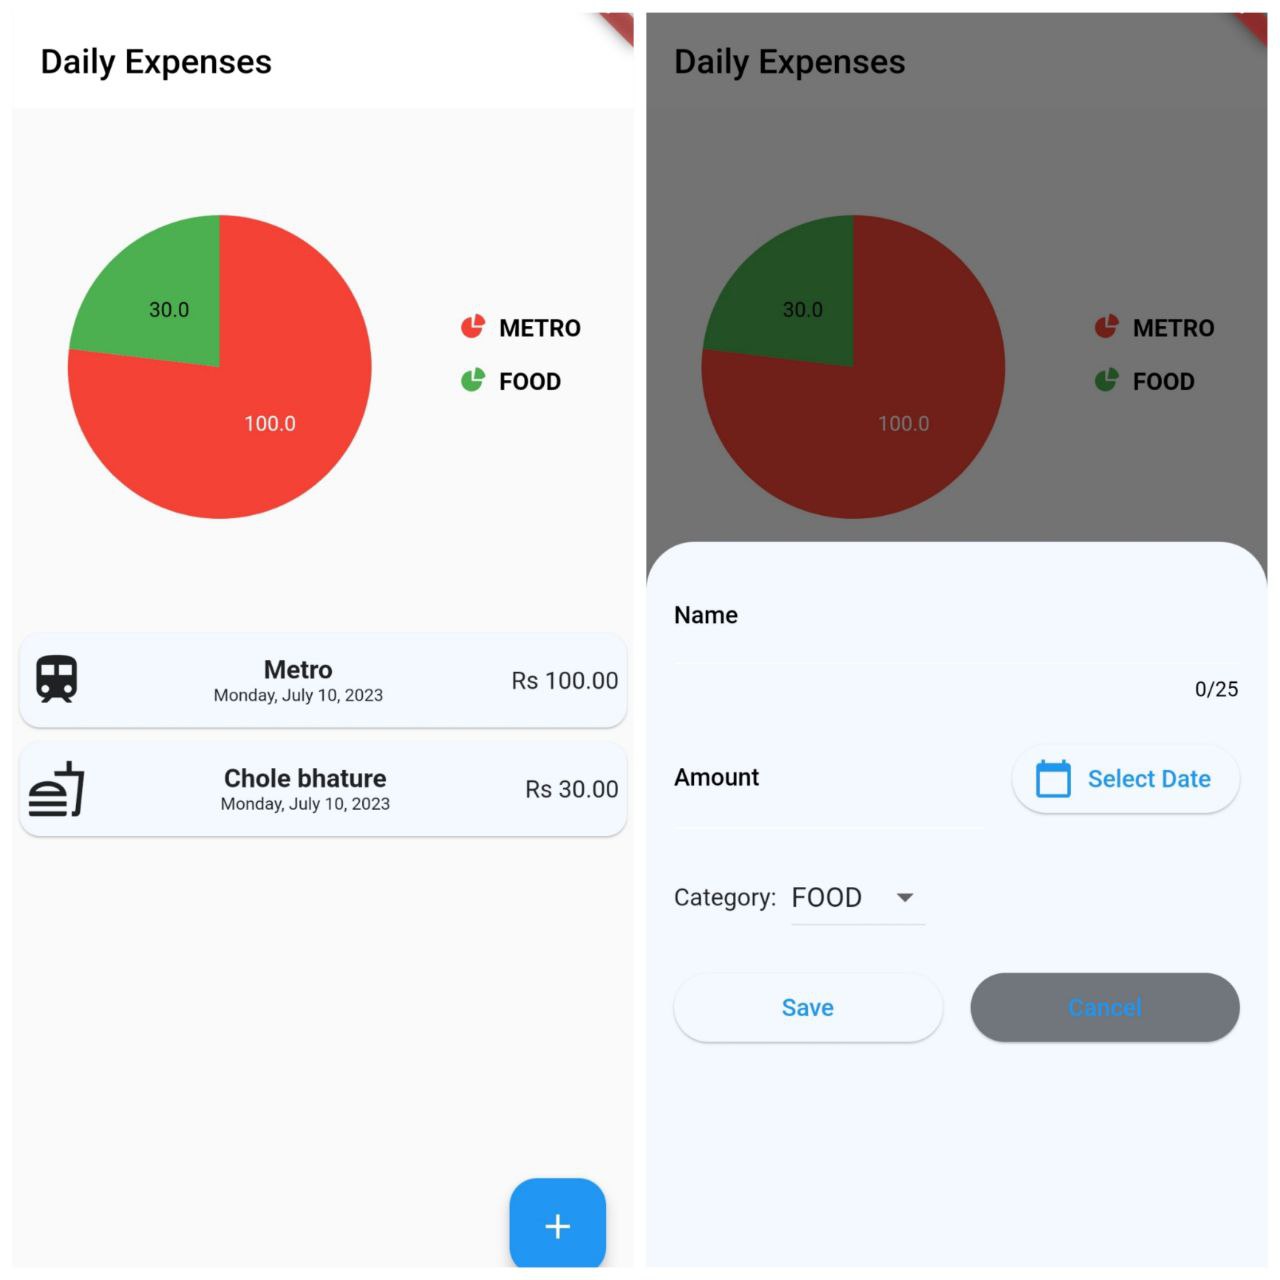 Daily Expenses
30.0
100.0
METRO
FOOD
Metro
Monday, July 10, 2023
Rs 100.00
Chole bhature
Monday, July 10, 2023
Rs 30.00
+
Daily Expenses
30.0
100.0
METRO
FOOD
Name
0/25
Amount
Select Date
Category: FOOD
Save
Cancel